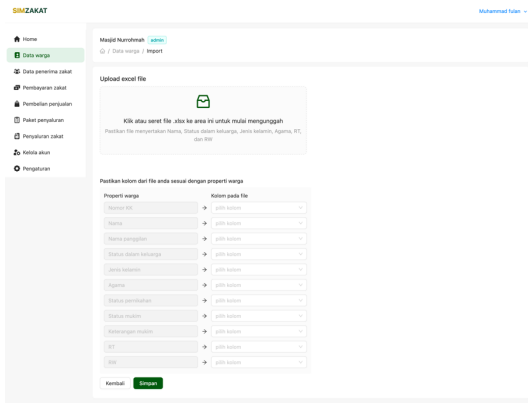 SIMZAKAT
Muhammad fulan
Home
Data warga
Data penerima zakat
Pembayaran zakat
Pembelian penjualan
Paket penyaluran
Penyaluran zakat
Kelola akun
Pengaturan
Masjid Nurrohmah admin
/ Data warga / Import
Upload excel file
Klik atau seret file .xlsx ke area ini untuk mulai mengunggah
Pastikan file menyertakan Nama, Status dalam keluarga, Jenis kelamin, Agama, RT,
dan RW
Pastikan kolom dari file anda sesuai dengan properti warga
Properti warga Kolom pada file
Nomor KK → pilih kolom
Nama → pilih kolom
Nama panggilan → pilih kolom
Status dalam keluarga → pilih kolom
Jenis kelamin → pilih kolom
Agama → pilih kolom
Status pernikahan → pilih kolom
Status mukim → pilih kolom
Keterangan mukim → pilih kolom
RT → pilih kolom
RW → pilih kolom
Kembali Simpan